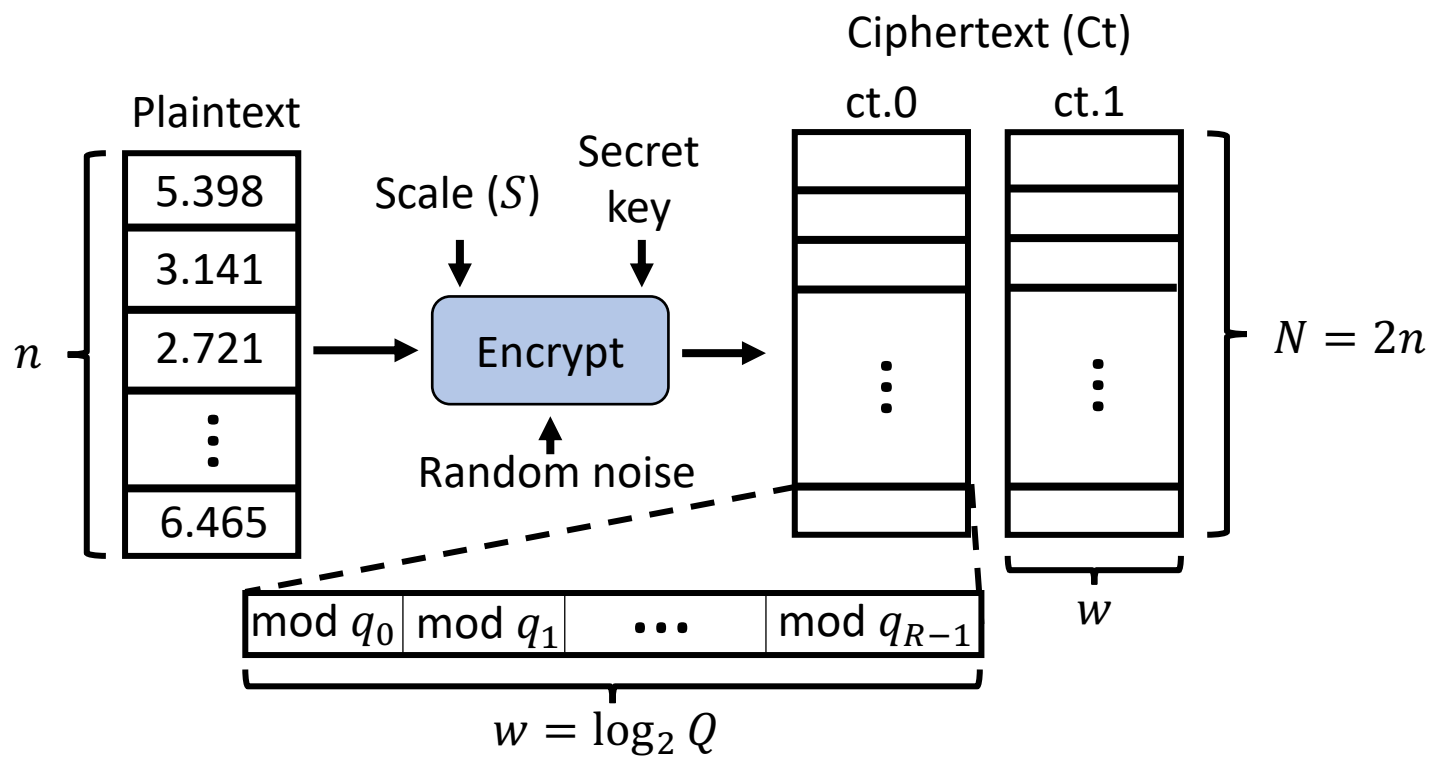 Ciphertext (Ct)
Plaintext
ct.0
ct.1
5.398
3.141
2.721
⋮
6.465
n
Scale (S)
Secret
key
Encrypt
Random noise
⋮
⋮
N = 2n
w
mod q₀ mod q₁ ⋯ mod q_{R−1}
w = log₂ Q